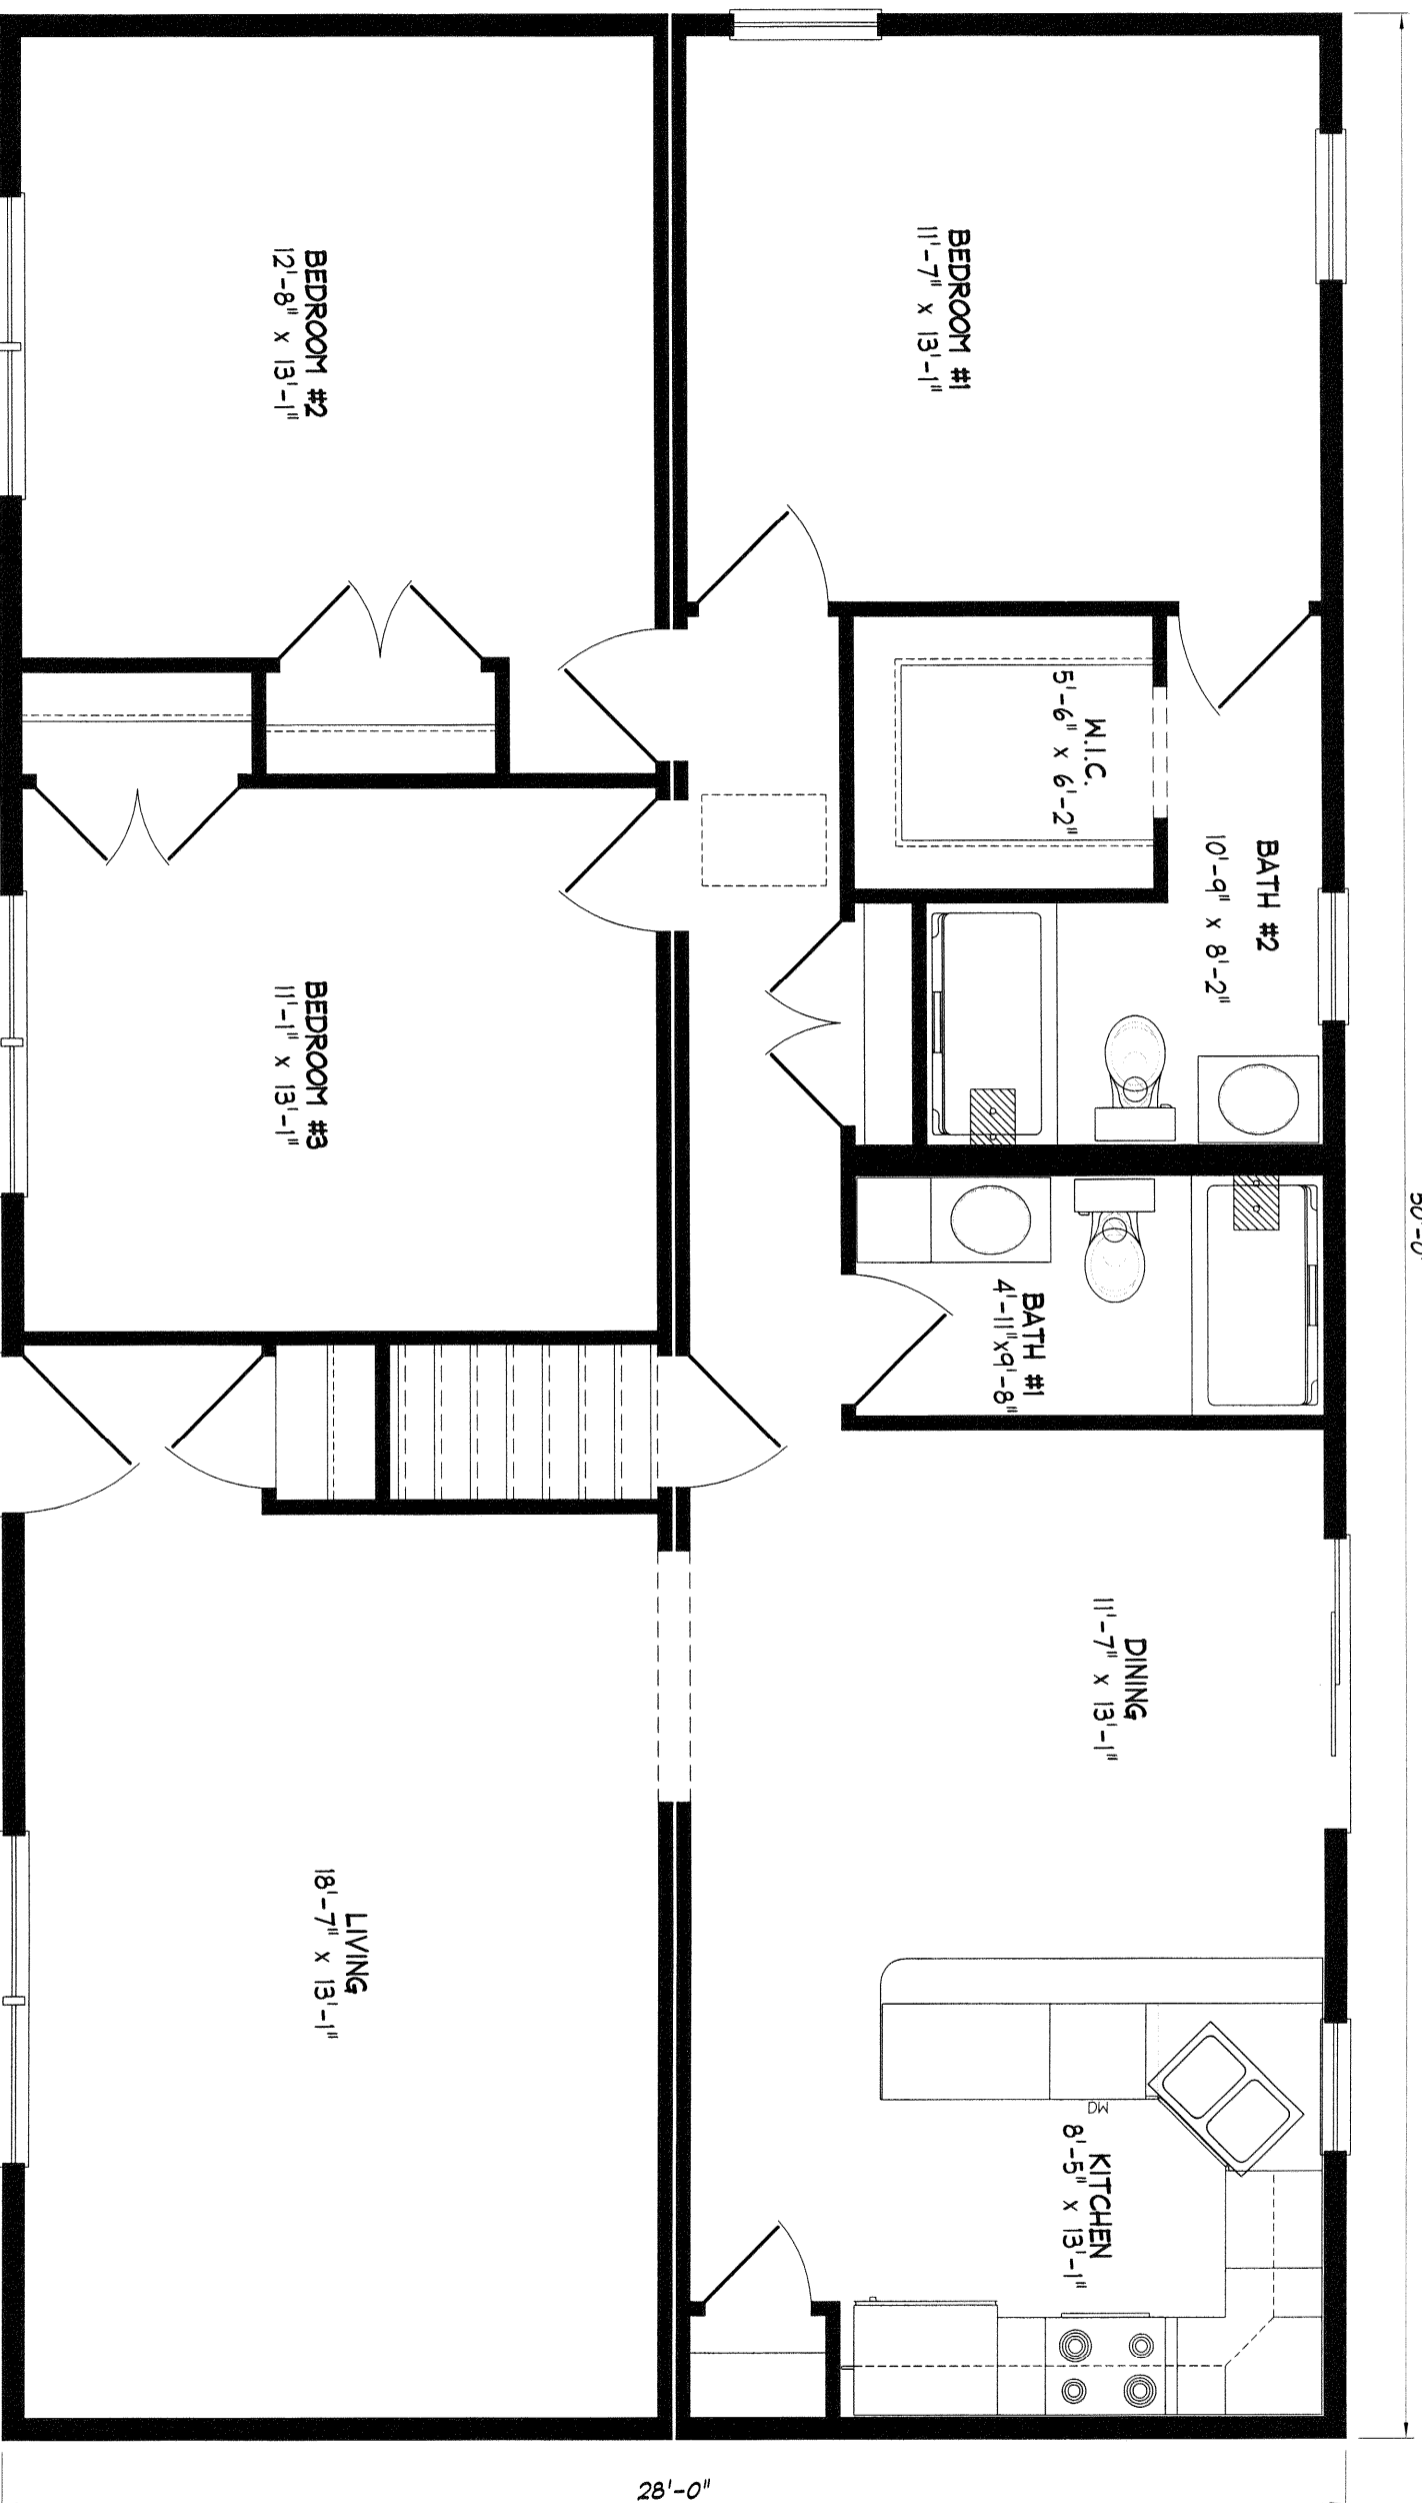 BEDROOM #1
11'-7" x 13'-1"
BEDROOM #2
12'-8" x 13'-1"
W.I.C.
5'-6" x 6'-2"
BATH #2
10'-9" x 8'-2"
BEDROOM #3
11'-1" x 13'-1"
BATH #1
4'-11"x9'-8"
50'-0"
DINING
11'-7" x 13'-1"
LIVING
18'-7" x 13'-1"
DW
KITCHEN
8'-5" x 13'-1"
28'-0"